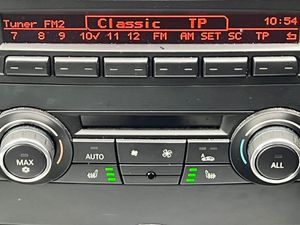 Tuner FM2 Classic TP 10:54
7 8 9 10✓ 11 12 FM AM SET SC TP
AUTO
MAX
ALL